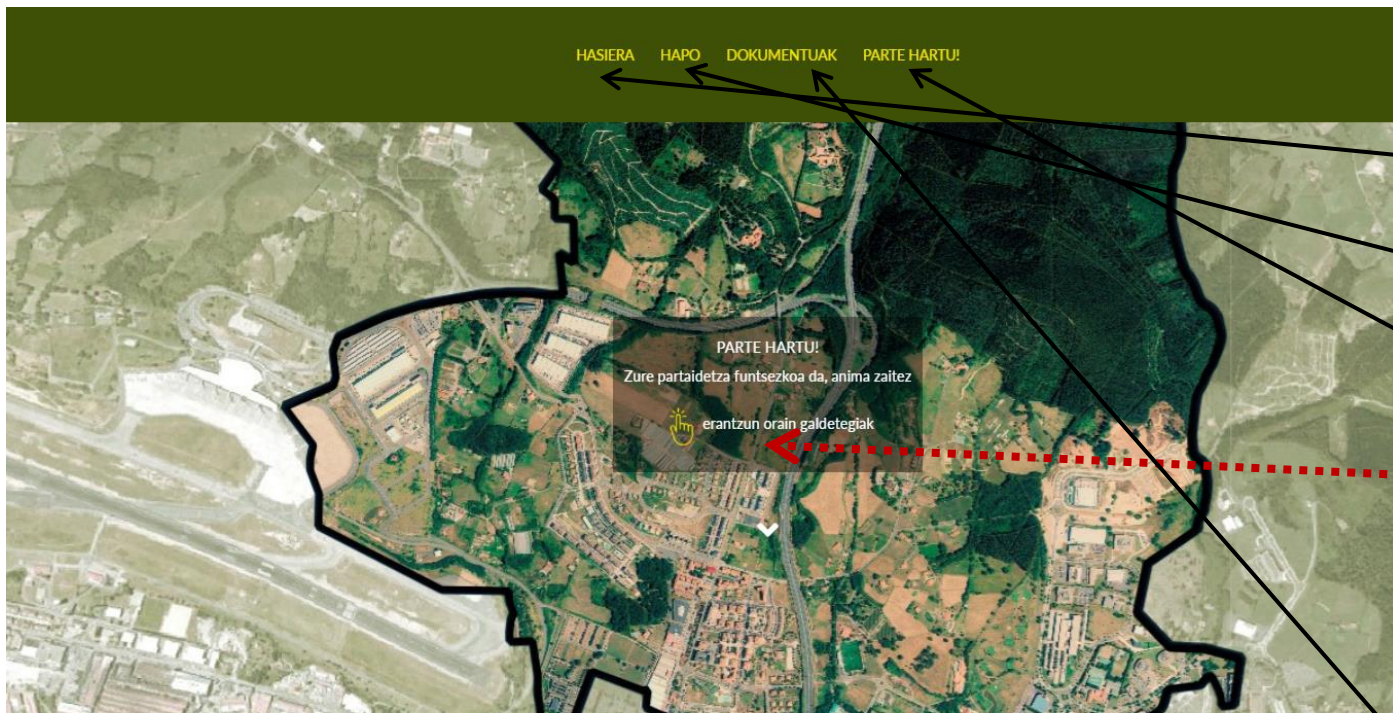 HASIERA HAPO DOKUMENTUAK PARTE HARTU!
PARTE HARTU!
Zure partaidetza funtsezkoa da, anima zaitez
erantzun orain galdetegiak